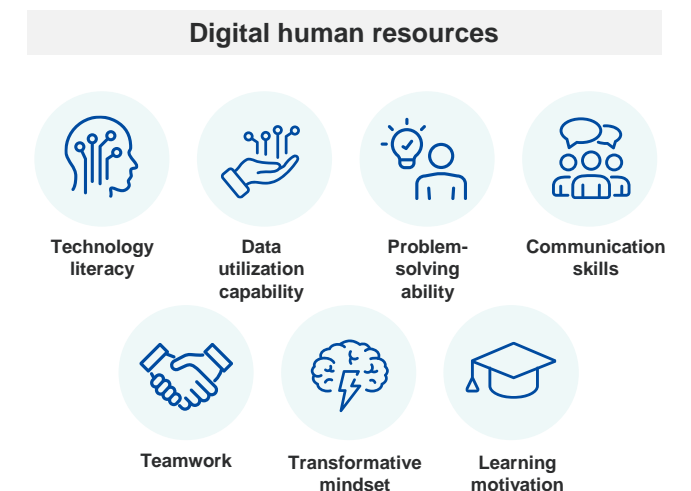 Digital human resources
Technology
literacy
Data
utilization
capability
Problem-
solving
ability
Communication
skills
Teamwork
Transformative
mindset
Learning
motivation